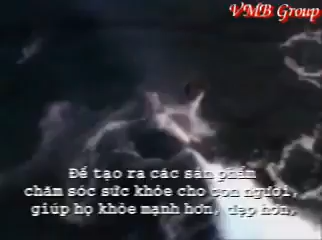 VMB Group
Để tạo ra các sản phẩm
chăm sóc sức khỏe cho con người,
giúp họ khỏe mạnh hơn, đẹp hơn,